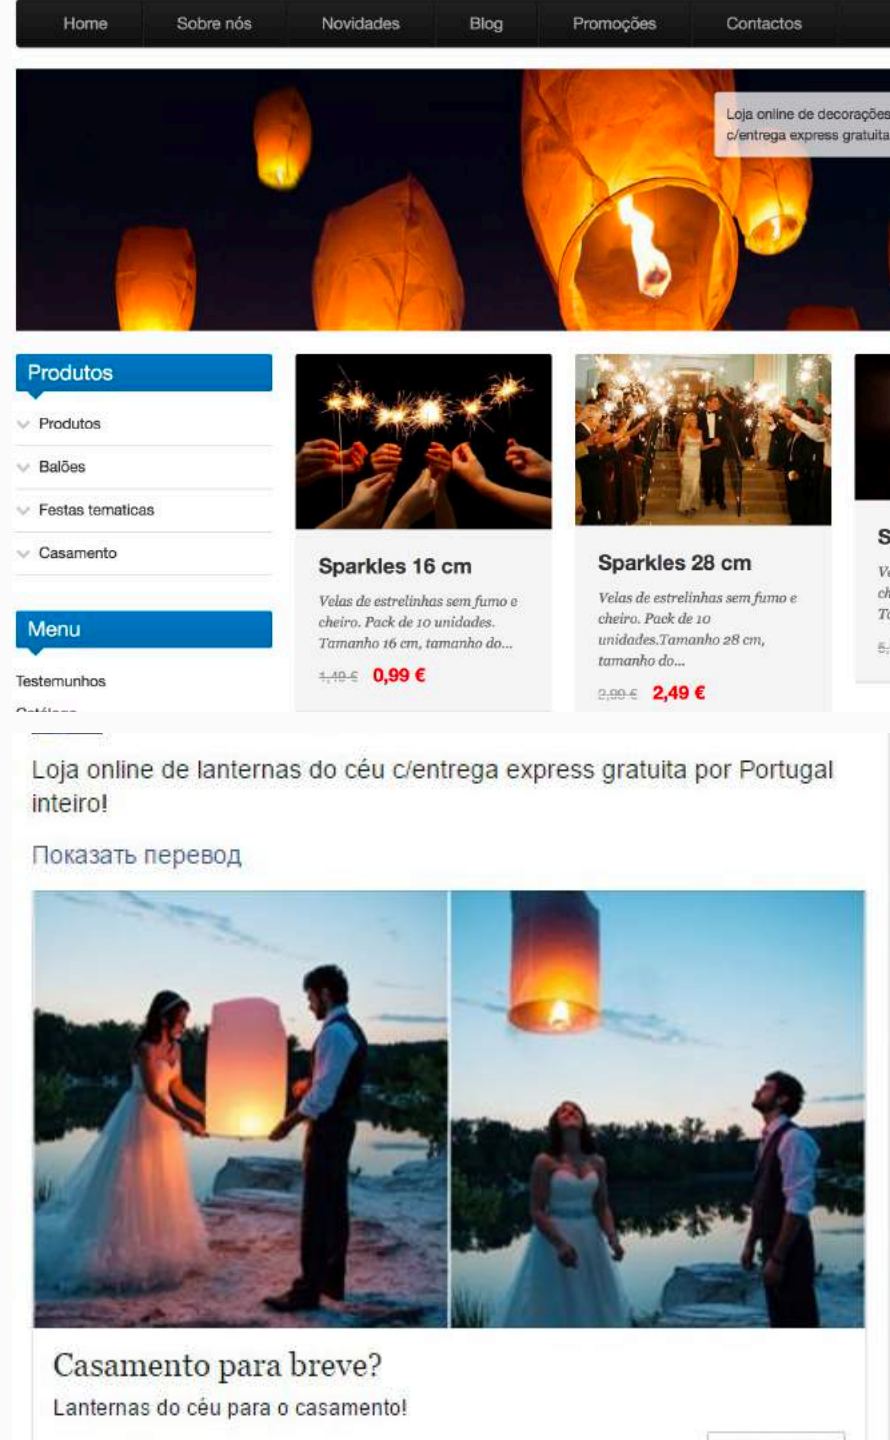 Home Sobre nós Novidades Blog Promoções Contactos
Loja online de decorações
c/entrega express gratuita
Produtos
Produtos
Balões
Festas tematicas
Casamento
Menu
Testemunhos
Sparkles 16 cm
Velas de estrelinhas sem fumo e
cheiro. Pack de 10 unidades.
Tamanho 16 cm, tamanho do...
1,49 € 0,99 €
Sparkles 28 cm
Velas de estrelinhas sem fumo e
cheiro. Pack de 10
unidades.Tamanho 28 cm,
tamanho do...
2,99 € 2,49 €
Loja online de lanternas do céu c/entrega express gratuita por Portugal
inteiro!
Показать перевод
Casamento para breve?
Lanternas do céu para o casamento!